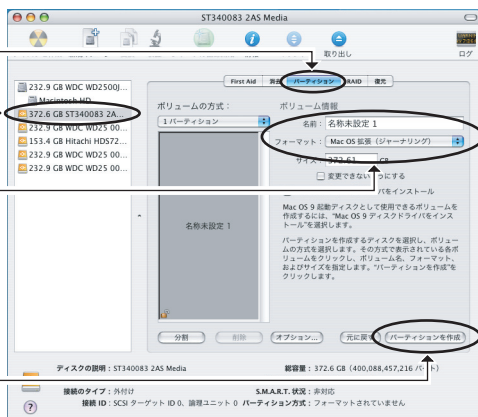 ST340083 2AS Media
取り出し
ログ
First Aid
消去
パーティション
RAID
復元
232.9 GB WDC WD2500J...
Macintosh HD
372.6 GB ST340083 2A...
232.9 GB WDC WD25 00...
153.4 GB Hitachi HDS72...
232.9 GB WDC WD25 00...
232.9 GB WDC WD25 00...
ボリュームの方式：
1 パーティション
名称未設定 1
ボリューム情報
名前： 名称未設定 1
フォーマット： Mac OS 拡張（ジャーナリング）
サイズ： 372.61 GB
変更できない うにする
バをインストール
Mac OS 9 起動ディスクとして使用できるボリュームを
作成するには、"Mac OS 9 ディスクドライバをインス
トール"を選択します。
パーティションを作成するディスクを選択し、ボリュー
ムの方式を選択します。その方式で表示されている各ボ
リュームをクリックし、ボリューム名、フォーマット、
およびサイズを指定します。"パーティションを作成"を
クリックします。
分割
削除
オプション...
元に戻す
パーティションを作成
ディスクの説明：ST340083 2AS Media
総容量：372.6 GB（400,088,457,216 バイト）
接続のタイプ：外付け
S.M.A.R.T. 状況：非対応
接続 ID：SCSI ターゲット ID 0、論理ユニット 0
パーティション方式：フォーマットされていません